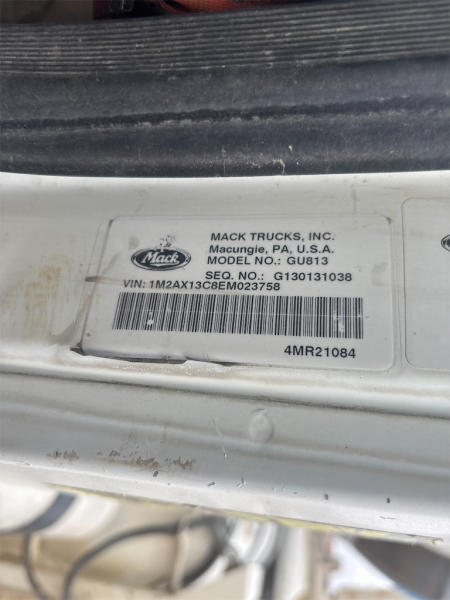 Mack
MACK TRUCKS, INC.
Macungie, PA, U.S.A.
MODEL NO.: GU813
SEQ. NO.: G130131038
VIN: 1M2AX13C8EM023758
4MR21084